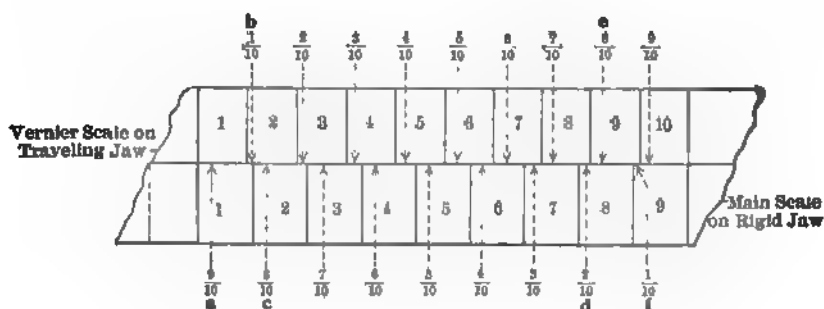 b e
1/10 2/10 3/10 4/10 5/10 6/10 7/10 8/10 9/10
1 2 3 4 5 6 7 8 9 10
Vernier Scale on
Traveling Jaw
1 2 3 4 5 6 7 8 9
Main Scale
on Rigid Jaw
9/10 8/10 7/10 6/10 5/10 4/10 3/10 2/10 1/10
a c d f